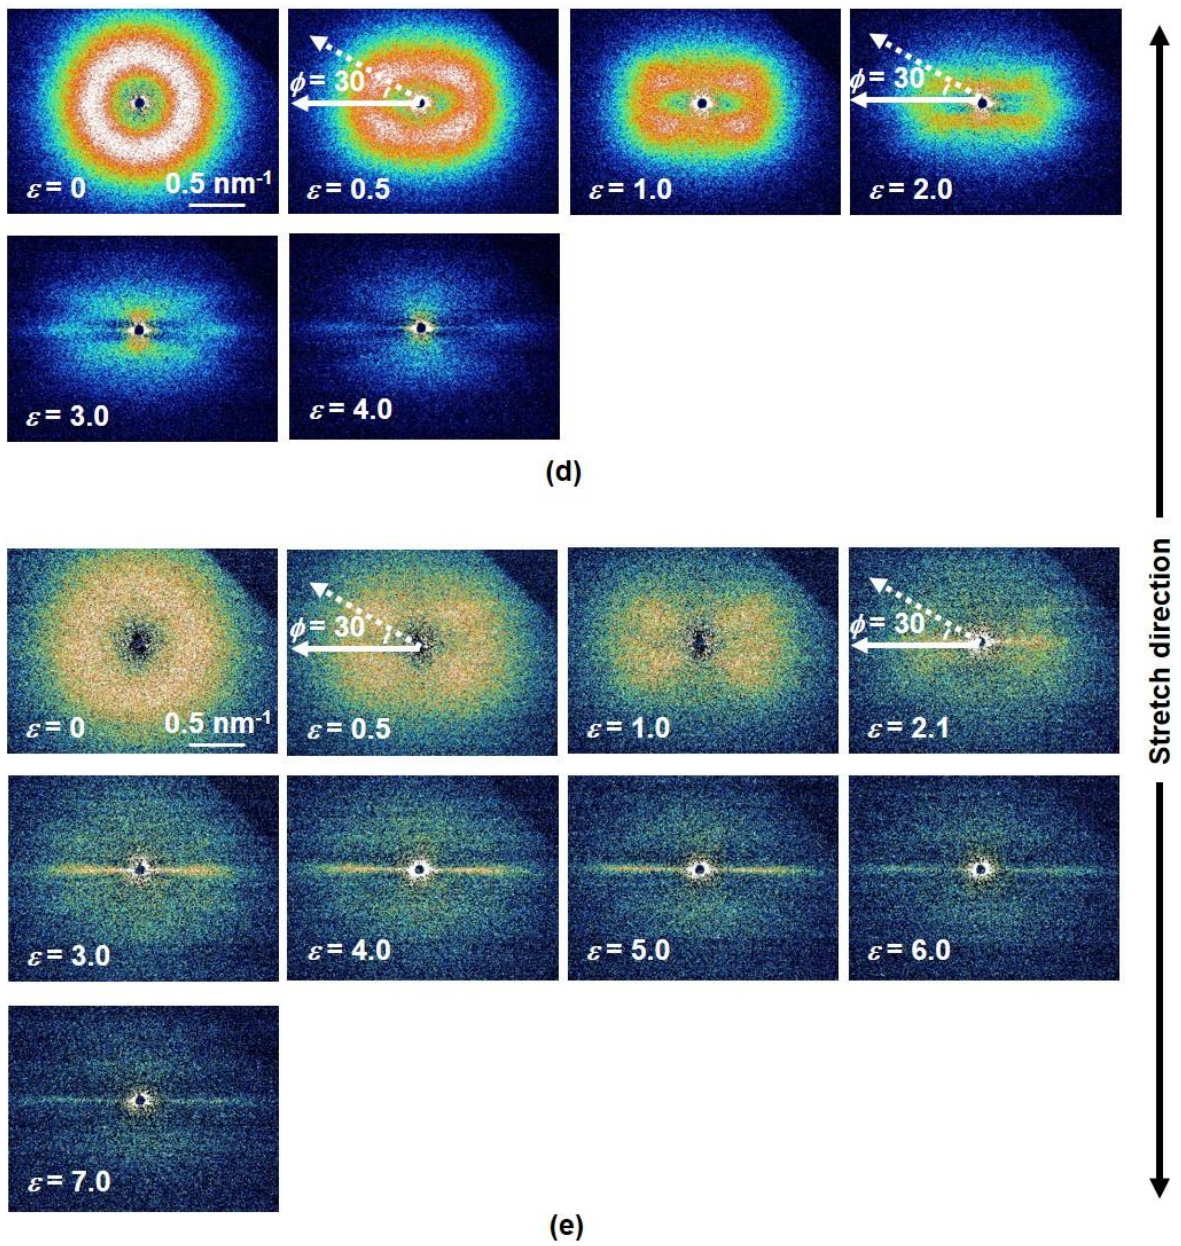 ϕ = 30
ϕ = 30
ε = 0 0.5 nm⁻¹
ε = 0.5
ε = 1.0
ε = 2.0
ε = 3.0
ε = 4.0
(d)
Stretch direction
ϕ = 30
ϕ = 30
ε = 0 0.5 nm⁻¹
ε = 0.5
ε = 1.0
ε = 2.1
ε = 3.0
ε = 4.0
ε = 5.0
ε = 6.0
ε = 7.0
(e)